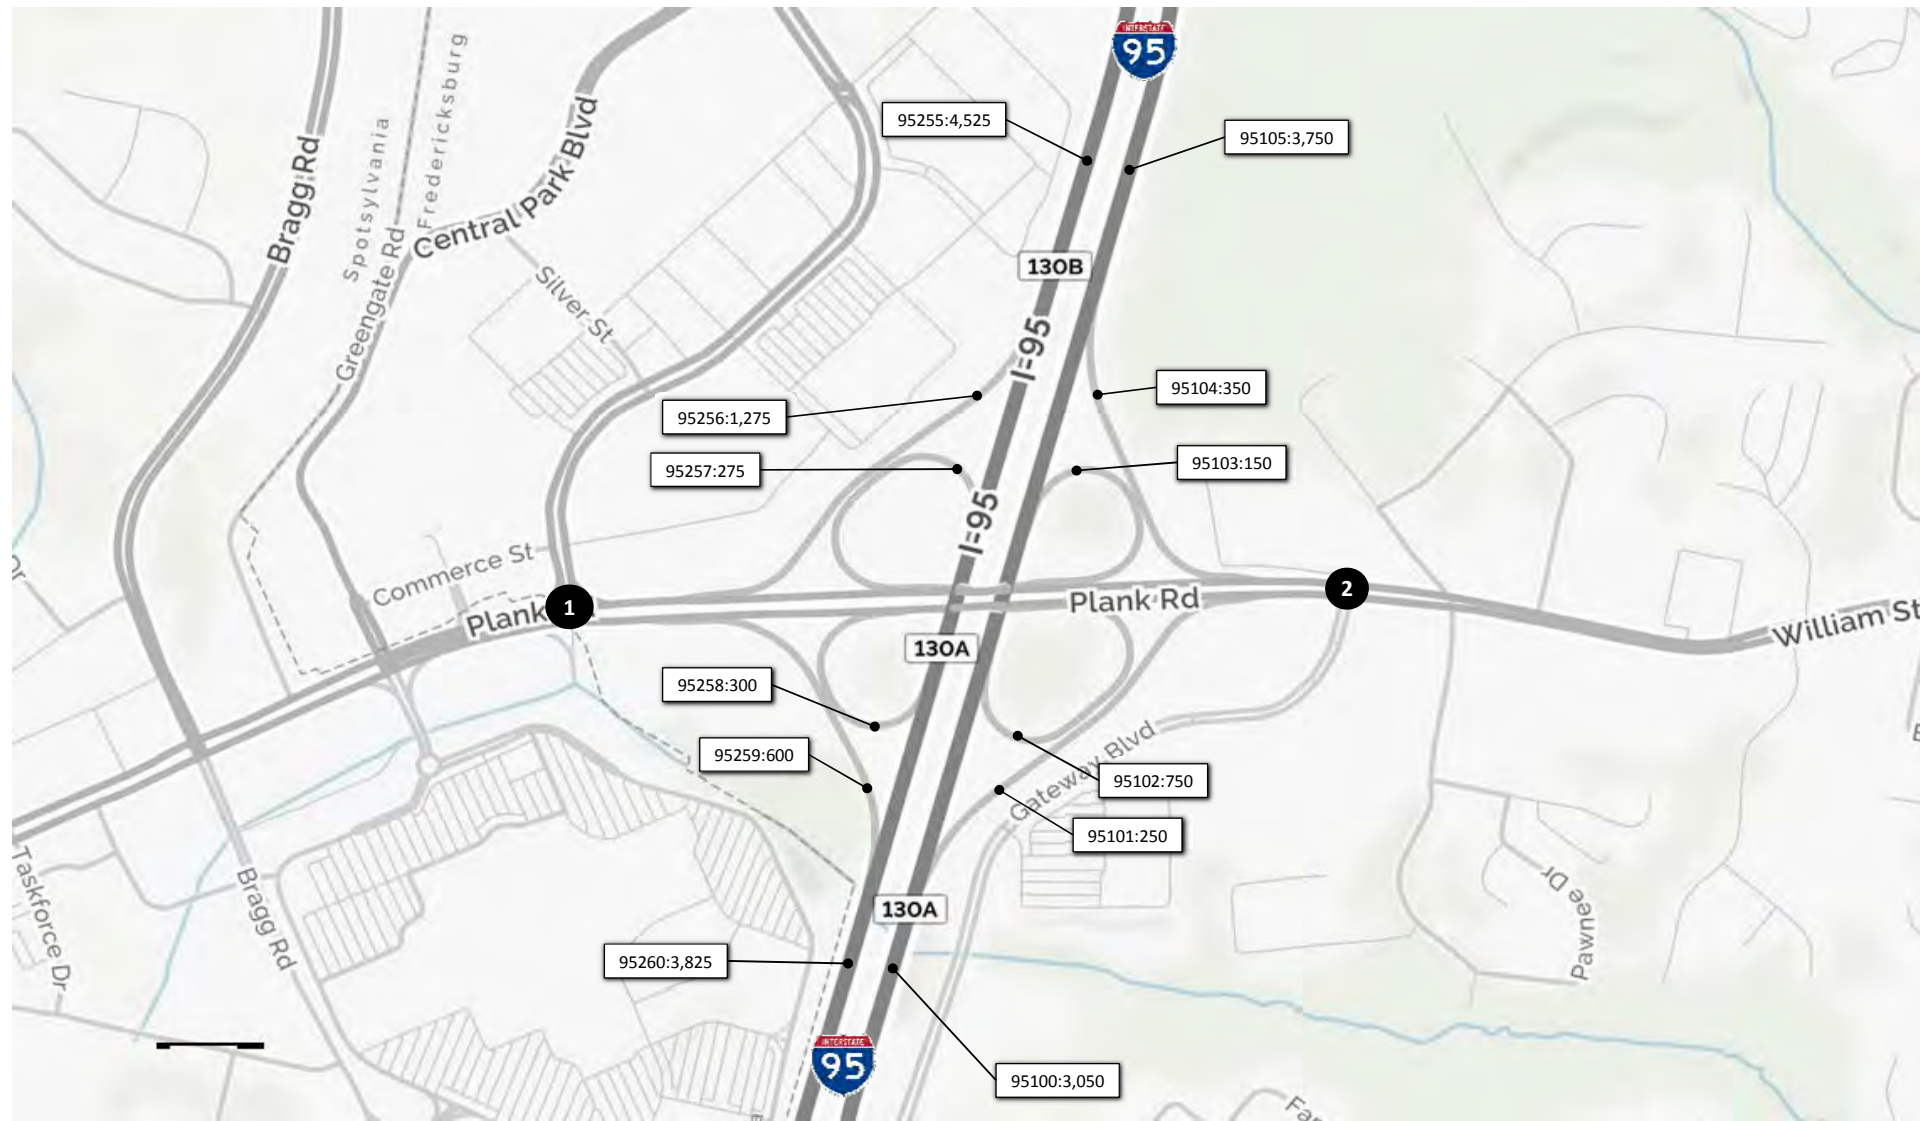 INTERSTATE
95
95255:4,525
95105:3,750
Bragg Rd
Spotsylvania
Fredericksburg
Central Park Blvd
Greengate Rd
Silver St
130B
I-95
95256:1,275
95104:350
95257:275
95103:150
I-95
Commerce St
Plank
1
2
Plank Rd
William St
130A
95258:300
95259:600
95102:750
Gateway Blvd
95101:250
Taskforce Dr
Bragg Rd
130A
Pawnee Dr
95260:3,825
INTERSTATE
95
95100:3,050